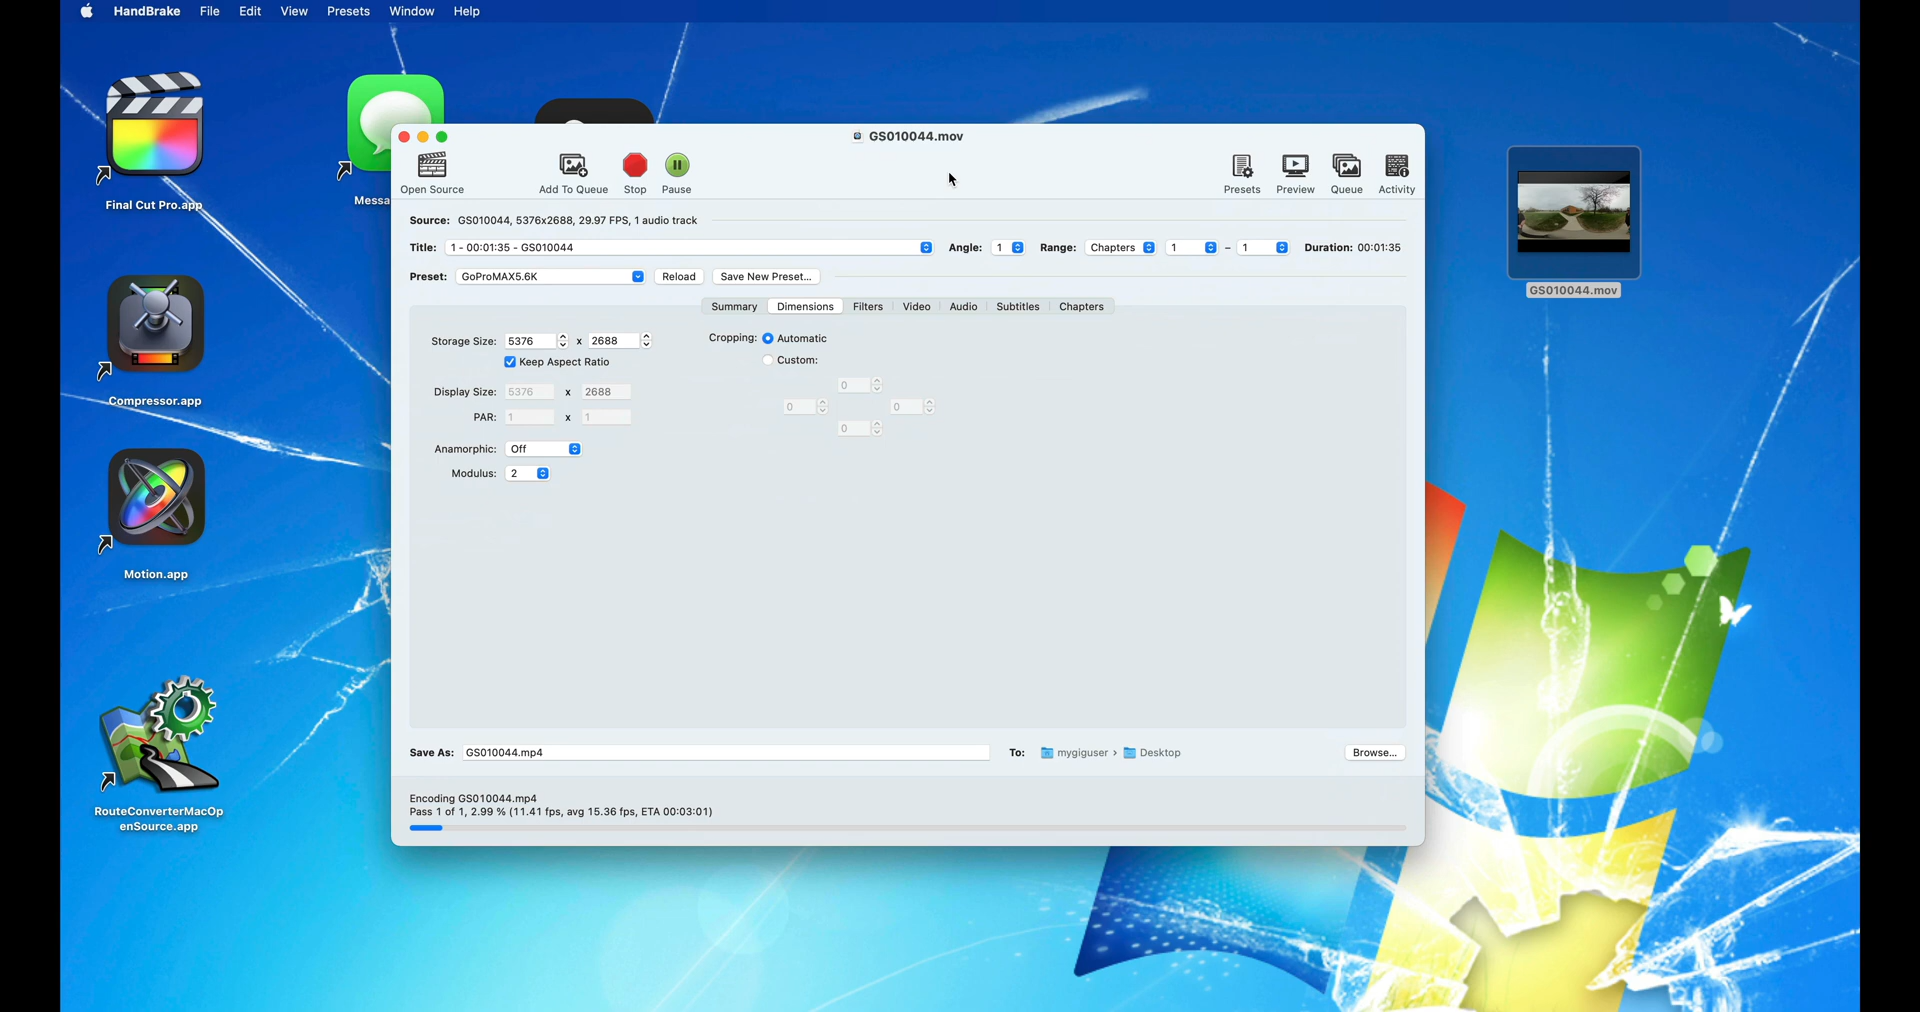 HandBrake File Edit View Presets Window Help
GS010044.mov
Open Source Add To Queue Stop Pause Presets Preview Queue Activity
Source: GS010044, 5376x2688, 29.97 FPS, 1 audio track
Title: 1 - 00:01:35 - GS010044 Angle: 1 Range: Chapters 1 – 1 Duration: 00:01:35
Preset: GoProMAX5.6K Reload Save New Preset...
Summary Dimensions Filters Video Audio Subtitles Chapters
Storage Size: 5376 x 2688 Cropping: Automatic
Keep Aspect Ratio Custom:
0
Display Size: 5376 x 2688
0 0
PAR: 1 x 1
0
Anamorphic: Off
Modulus: 2
Save As: GS010044.mp4 To: mygiguser › Desktop Browse...
Encoding GS010044.mp4
Pass 1 of 1, 2.99 % (11.41 fps, avg 15.36 fps, ETA 00:03:01)
Final Cut Pro.app
Messa
Compressor.app
Motion.app
RouteConverterMacOp
enSource.app
GS010044.mov